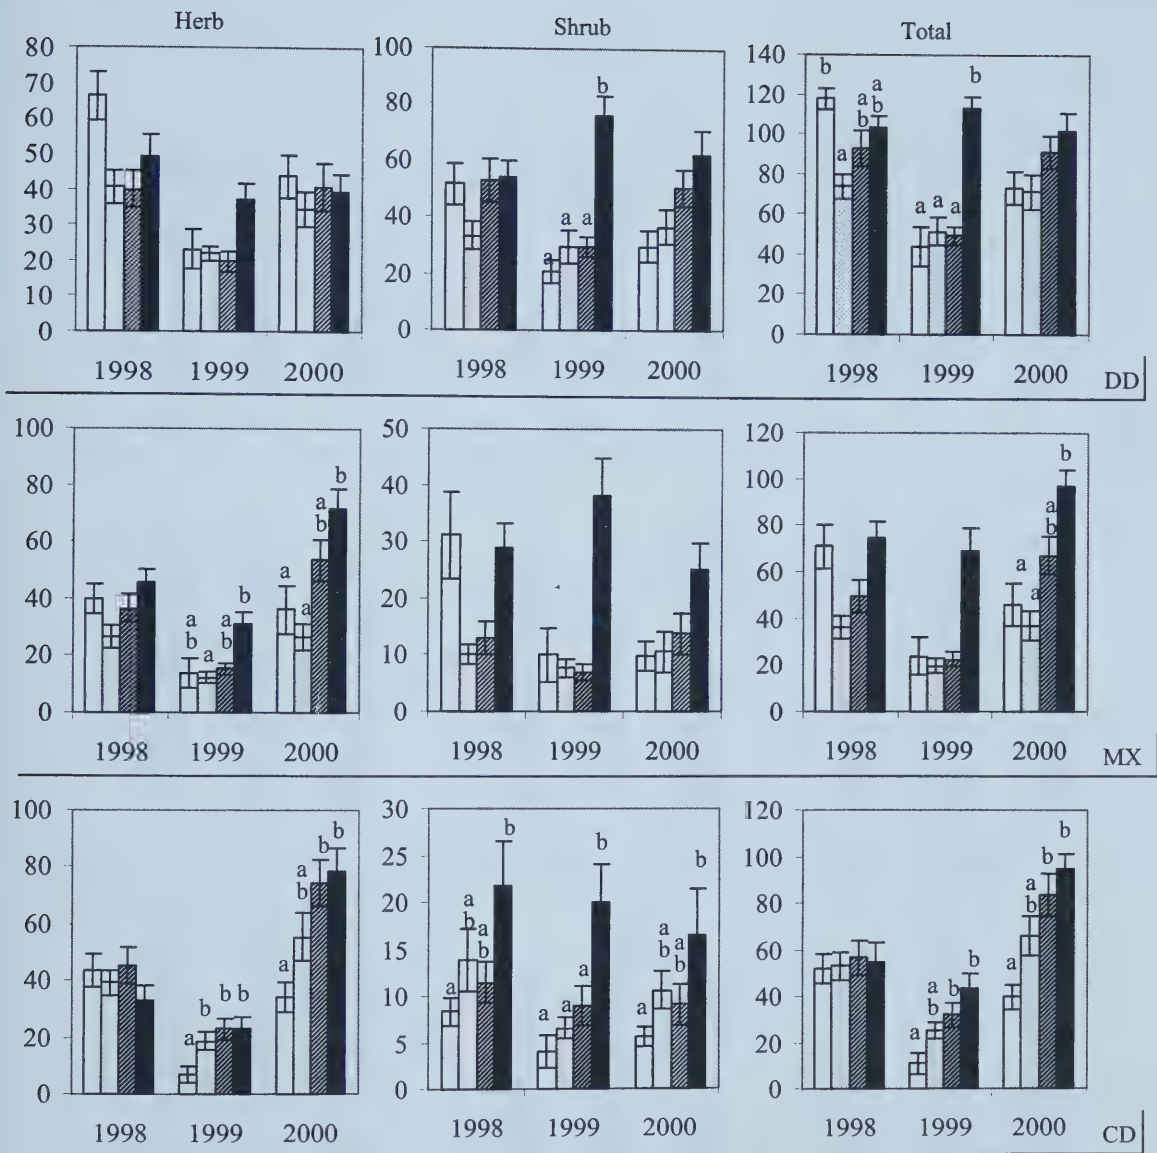 Herb Shrub Total
80 100 140
70 120
60 80 100
50 60 80
40
30 40 60
20 20 40
10 20
0 0 0
b b
a
a a b b
b
a a a a a a a
1998 1999 2000 1998 1999 2000 1998 1999 2000 DD
100 50 120
80 40 100
60 30 80
40 20 60
20 10 40
0 0 20
0
a a b a a b a a b
b b b
a a b b
1998 1999 2000 1998 1999 2000 1998 1999 2000 MX
100 30 120
80 25 100
60 20 80
40 15 60
20 10 40
0 5 20
0 0
a b b b a a b b b a b b
a b b b a b b a b
a a a b a a b b a
1998 1999 2000 1998 1999 2000 1998 1999 2000 CD